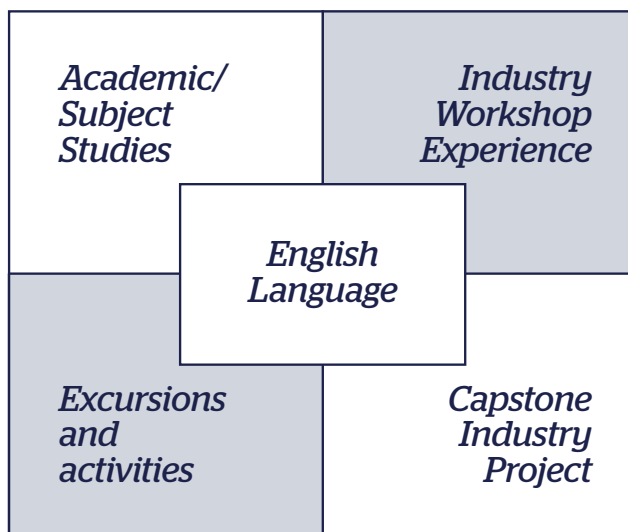 Academic/
Subject
Studies
Industry
Workshop
Experience
English
Language
Excursions
and
activities
Capstone
Industry
Project